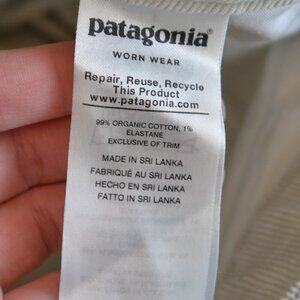 patagonia®
WORN WEAR
Repair, Reuse, Recycle
This Product
www.patagonia.com
99% ORGANIC COTTON, 1%
ELASTANE
EXCLUSIVE OF TRIM
MADE IN SRI LANKA
FABRIQUÉ AU SRI LANKA
HECHO EN SRI LANKA
FATTO IN SRI LANKA